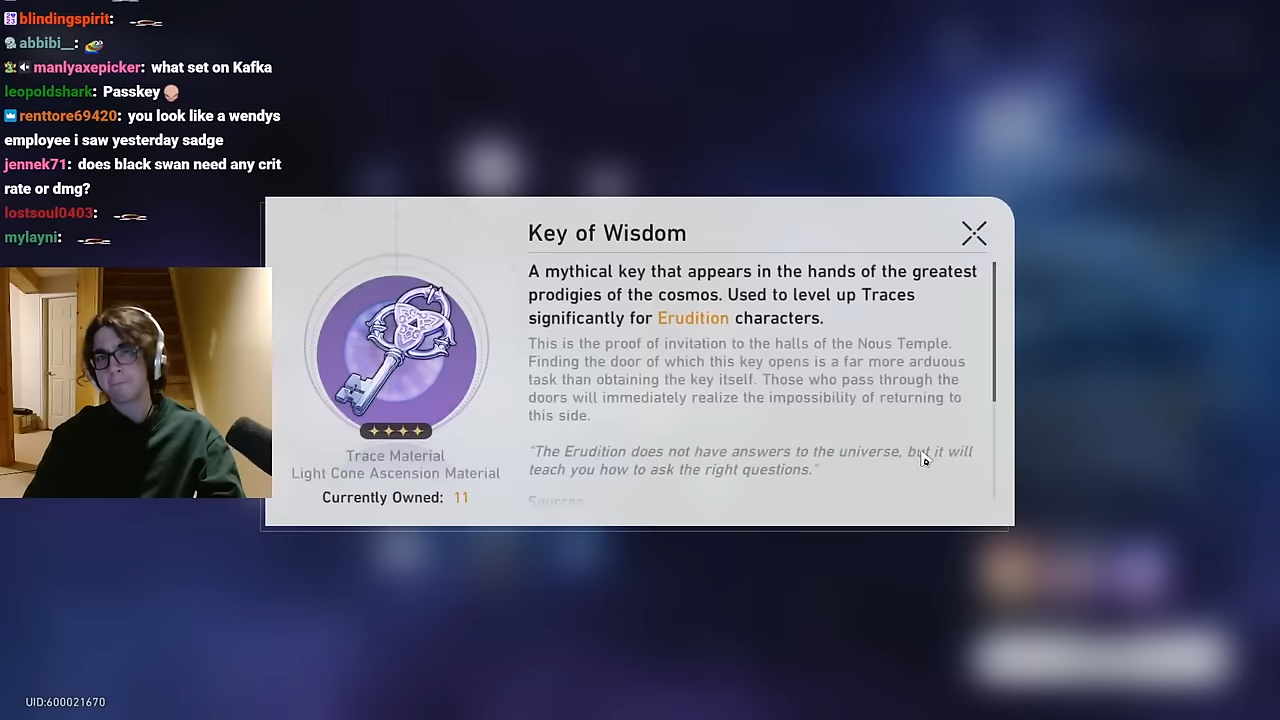 blindingspirit:
abbibi__:
manlyaxepicker: what set on Kafka
leopoldshark: Passkey
renttore69420: you look like a wendys
employee i saw yesterday sadge
jennek71: does black swan need any crit
rate or dmg?
lostsoul0403:
mylayni:
Key of Wisdom
A mythical key that appears in the hands of the greatest
prodigies of the cosmos. Used to level up Traces
significantly for Erudition characters.
This is the proof of invitation to the halls of the Nous Temple.
Finding the door of which this key opens is a far more arduous
task than obtaining the key itself. Those who pass through the
doors will immediately realize the impossibility of returning to
this side.
"The Erudition does not have answers to the universe, but it will
teach you how to ask the right questions."
Sources:
Trace Material
Light Cone Ascension Material
Currently Owned: 11
UID:600021670